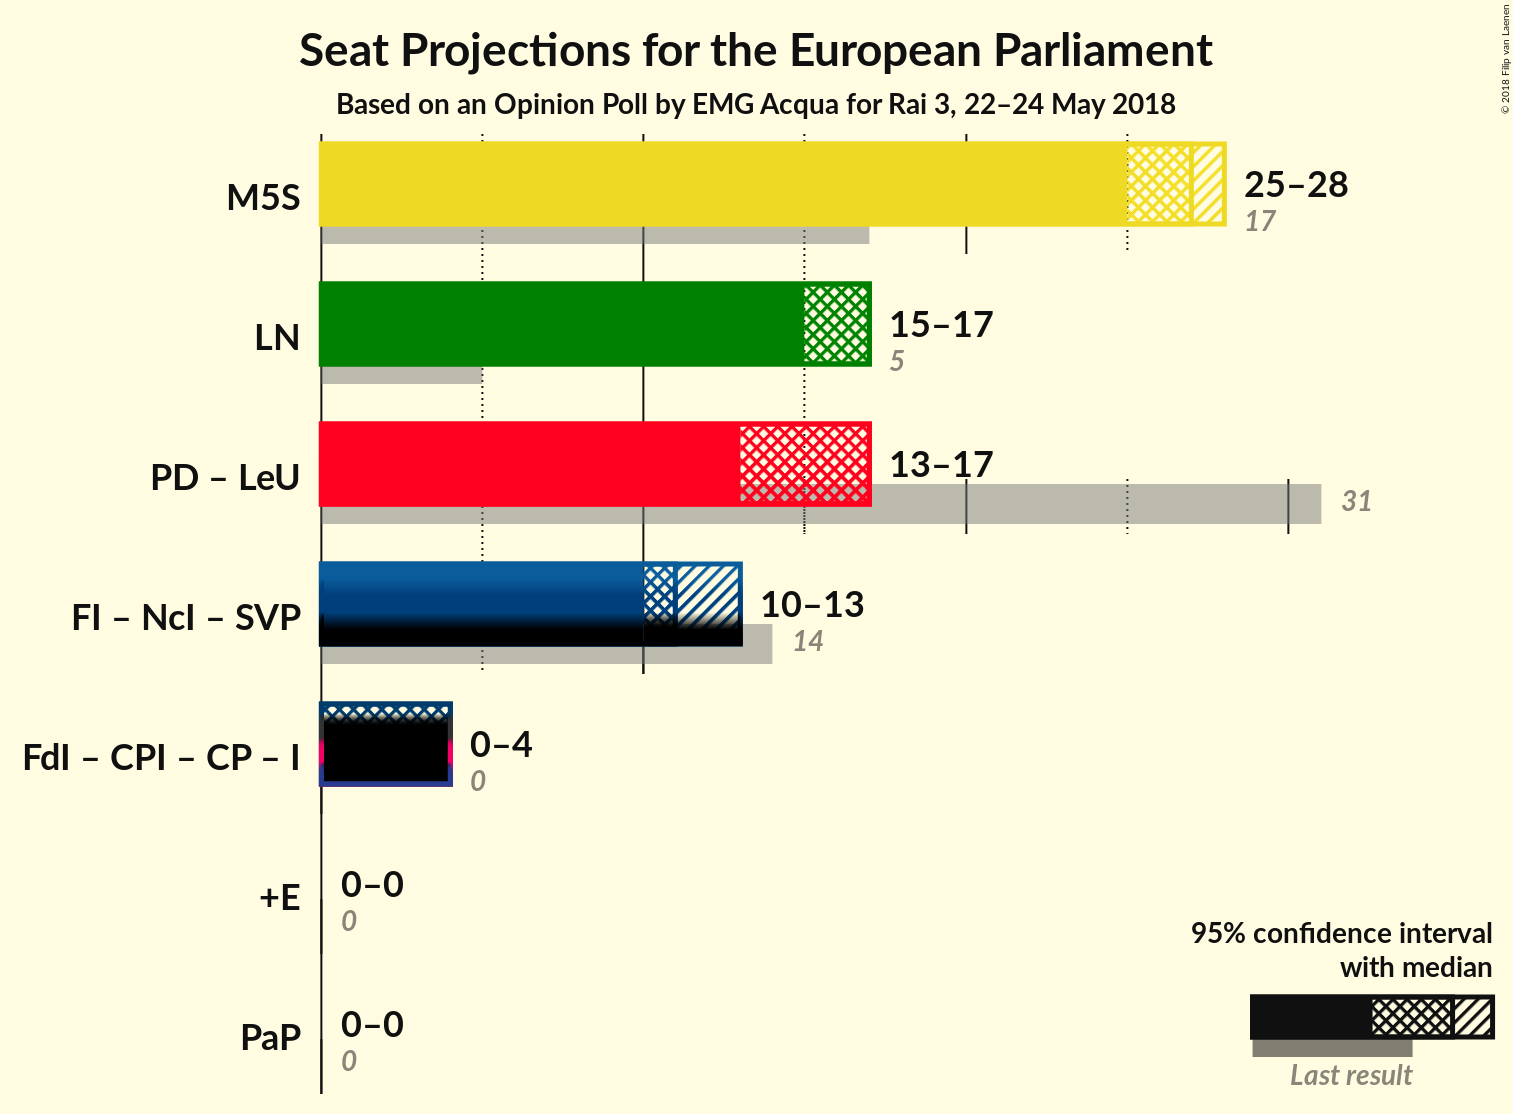 Seat Projections for the European Parliament
Based on an Opinion Poll by EMG Acqua for Rai 3, 22–24 May 2018
© 2018 Filip van Laenen
M5S
25–28
17
LN
15–17
5
PD – LeU
13–17
31
FI – NcI – SVP
10–13
14
FdI – CPI – CP – I
0–4
0
+E
0–0
0
PaP
0–0
0
95% confidence interval
with median
Last result